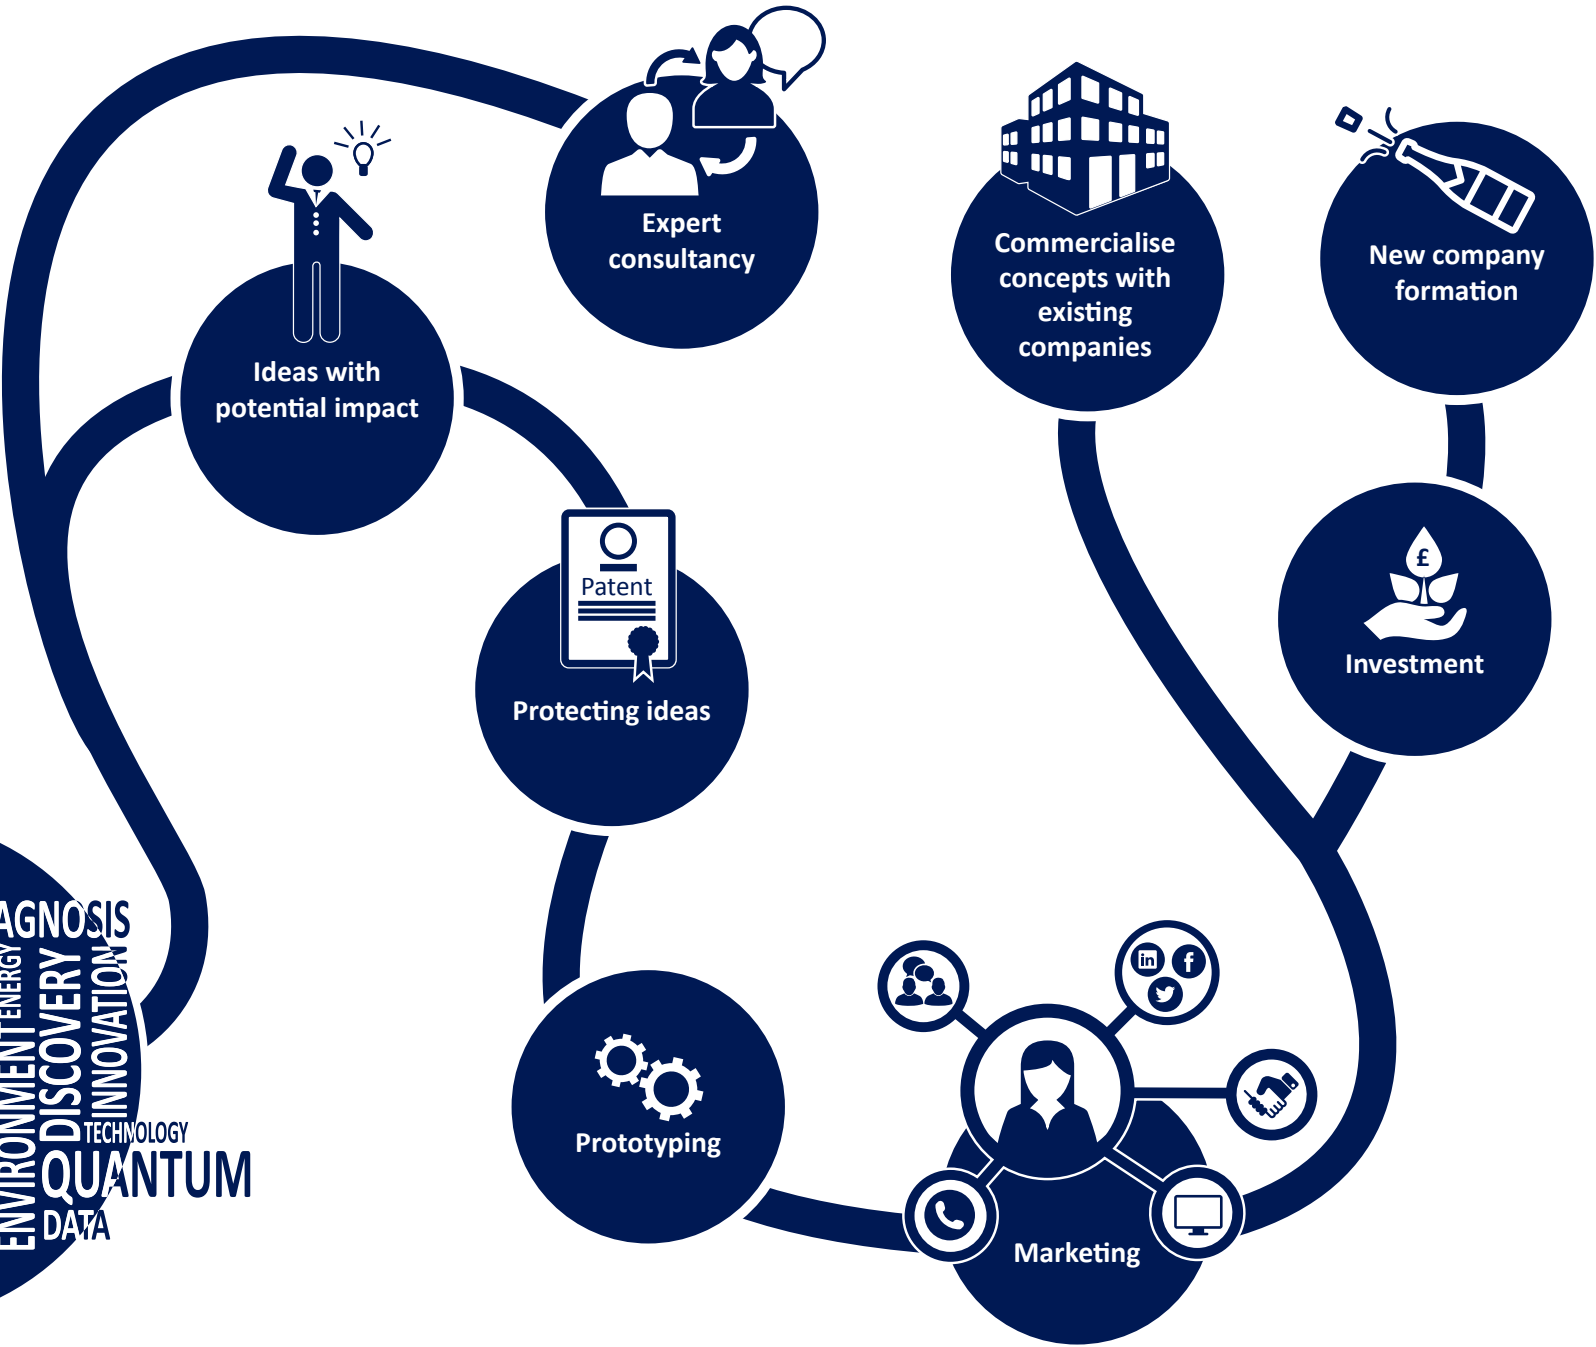 Expert
consultancy
Commercialise
concepts with
existing
companies
New company
formation
Ideas with
potential impact
£
Investment
Patent
Protecting ideas
Prototyping
in
f
Marketing
AGNOSIS
ENVIRONMENT
ENERGY
DISCOVERY
INNOVATION
TECHNOLOGY
QUANTUM
DATA